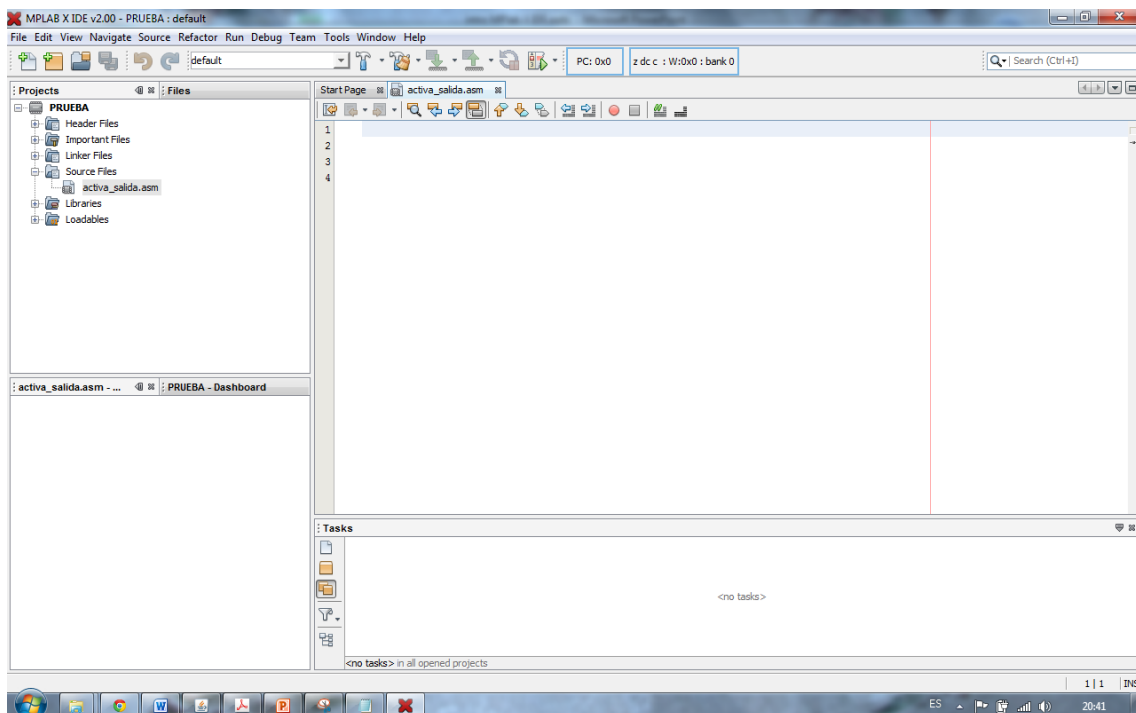 MPLAB X IDE v2.00 - PRUEBA : default
File Edit View Navigate Source Refactor Run Debug Team Tools Window Help
default
PC: 0x0
z dc c : W:0x0 : bank 0
Search (Ctrl+I)
Projects
Files
Start Page
activa_salida.asm
PRUEBA
Header Files
Important Files
Linker Files
Source Files
activa_salida.asm
Libraries
Loadables
1
2
3
4
activa_salida.asm - ...
PRUEBA - Dashboard
Tasks
<no tasks>
<no tasks> in all opened projects
1|1
INS
ES
20:41